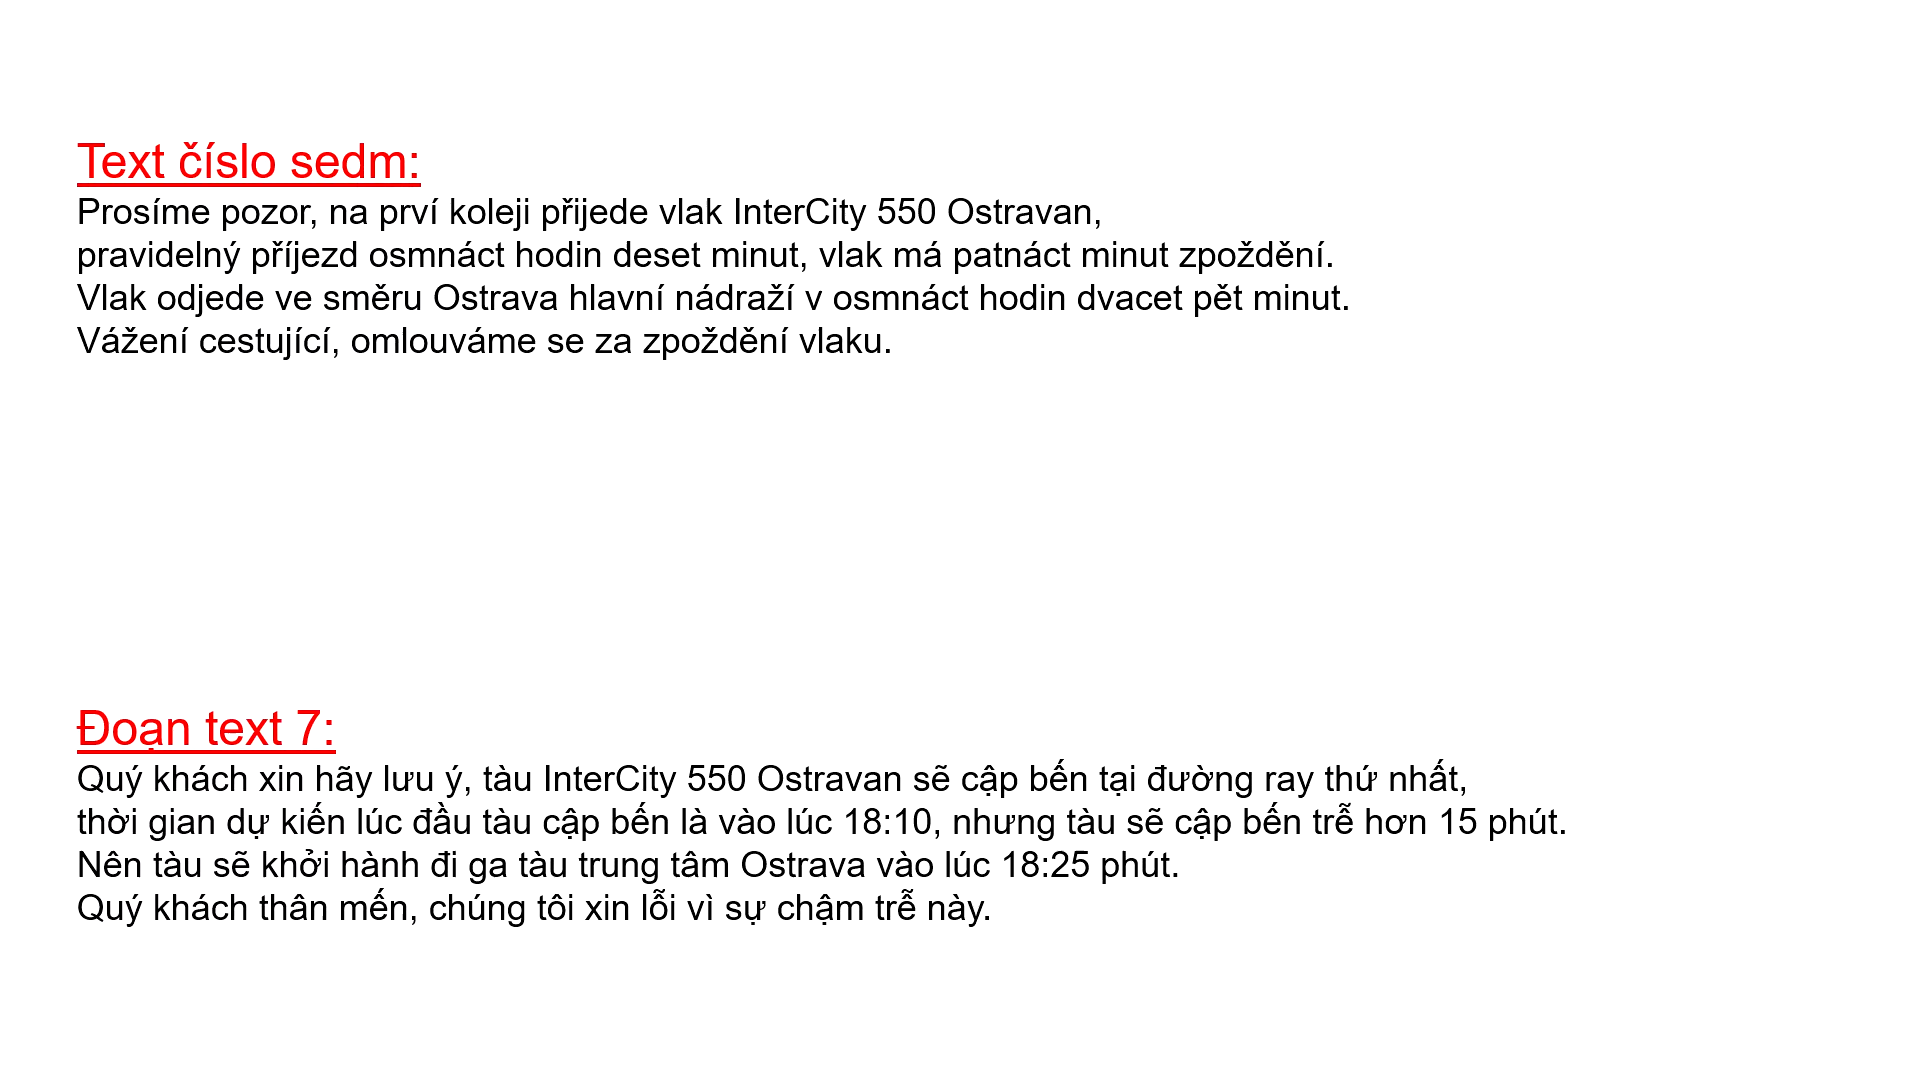 Text číslo sedm:
Prosíme pozor, na prví koleji přijede vlak InterCity 550 Ostravan,
pravidelný příjezd osmnáct hodin deset minut, vlak má patnáct minut zpoždění.
Vlak odjede ve směru Ostrava hlavní nádraží v osmnáct hodin dvacet pět minut.
Vážení cestující, omlouváme se za zpoždění vlaku.
Đoạn text 7:
Quý khách xin hãy lưu ý, tàu InterCity 550 Ostravan sẽ cập bến tại đường ray thứ nhất,
thời gian dự kiến lúc đầu tàu cập bến là vào lúc 18:10, nhưng tàu sẽ cập bến trễ hơn 15 phút.
Nên tàu sẽ khởi hành đi ga tàu trung tâm Ostrava vào lúc 18:25 phút.
Quý khách thân mến, chúng tôi xin lỗi vì sự chậm trễ này.